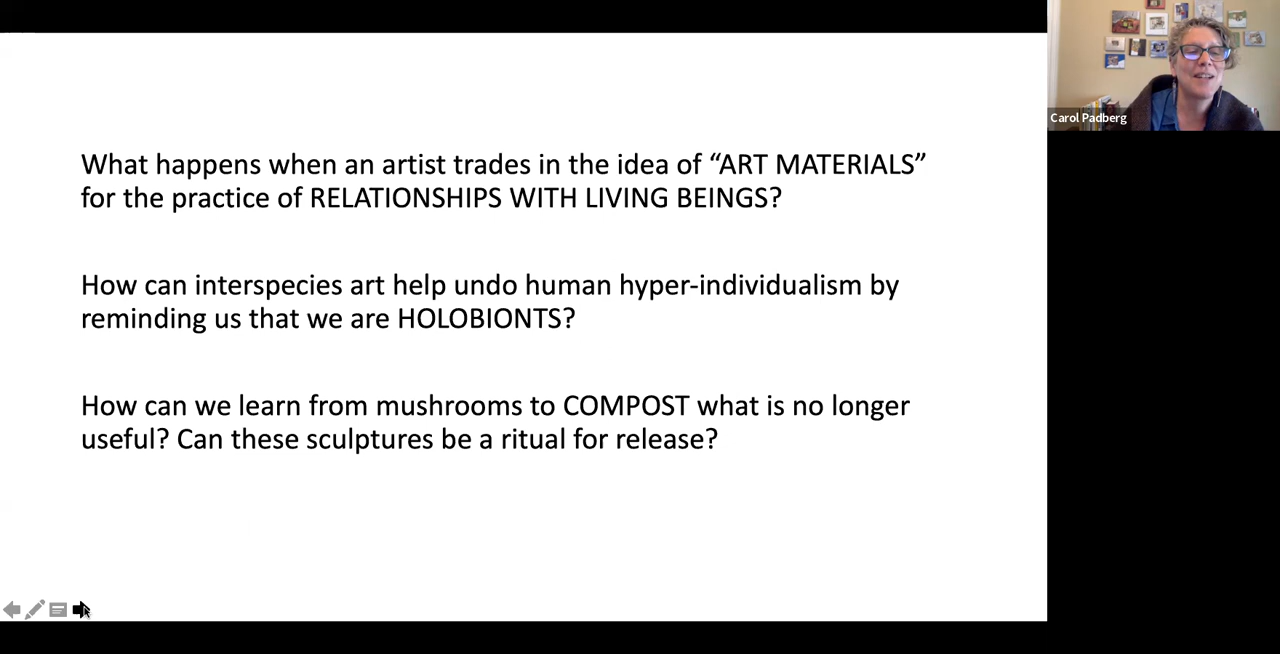 What happens when an artist trades in the idea of “ART MATERIALS”
for the practice of RELATIONSHIPS WITH LIVING BEINGS?
How can interspecies art help undo human hyper-individualism by
reminding us that we are HOLOBIONTS?
How can we learn from mushrooms to COMPOST what is no longer
useful? Can these sculptures be a ritual for release?
Carol Padberg